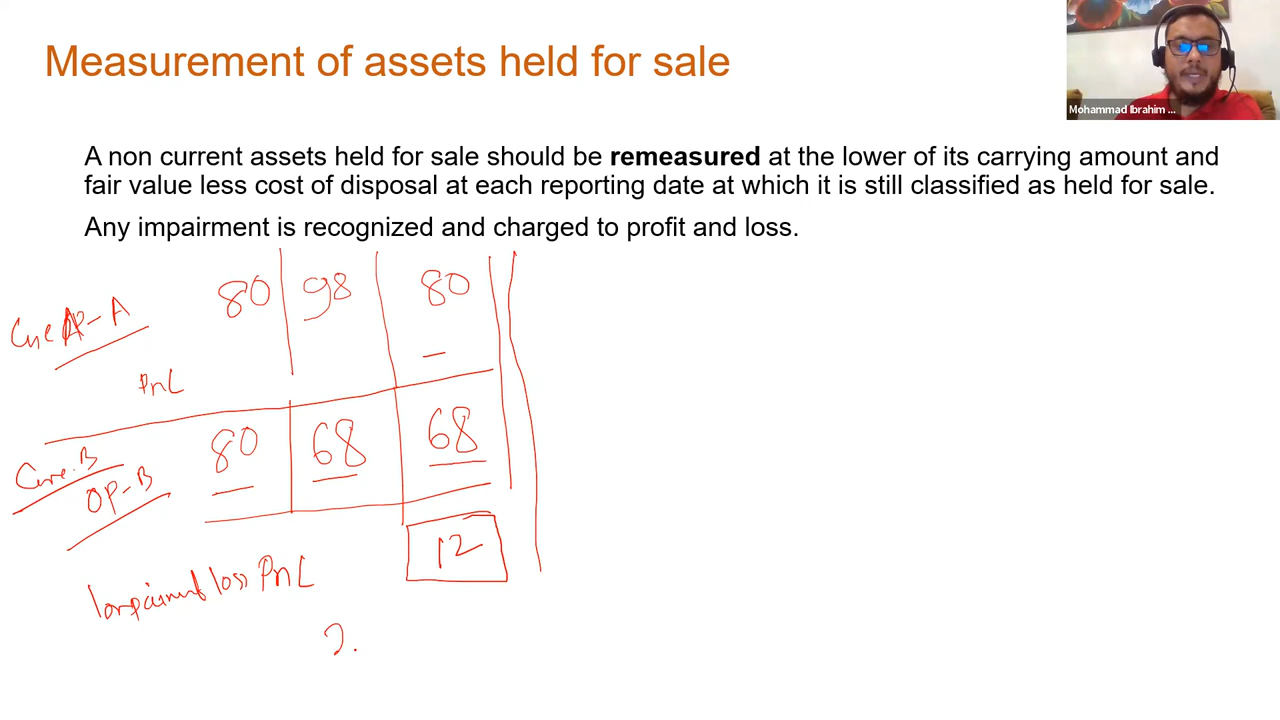 Measurement of assets held for sale
Mohammad Ibrahim ...
A non current assets held for sale should be remeasured at the lower of its carrying amount and
fair value less cost of disposal at each reporting date at which it is still classified as held for sale.
Any impairment is recognized and charged to profit and loss.
80 98 80
OP-A
PnL
80 68 68
OP-B
12
Impairment loss PnL
2.